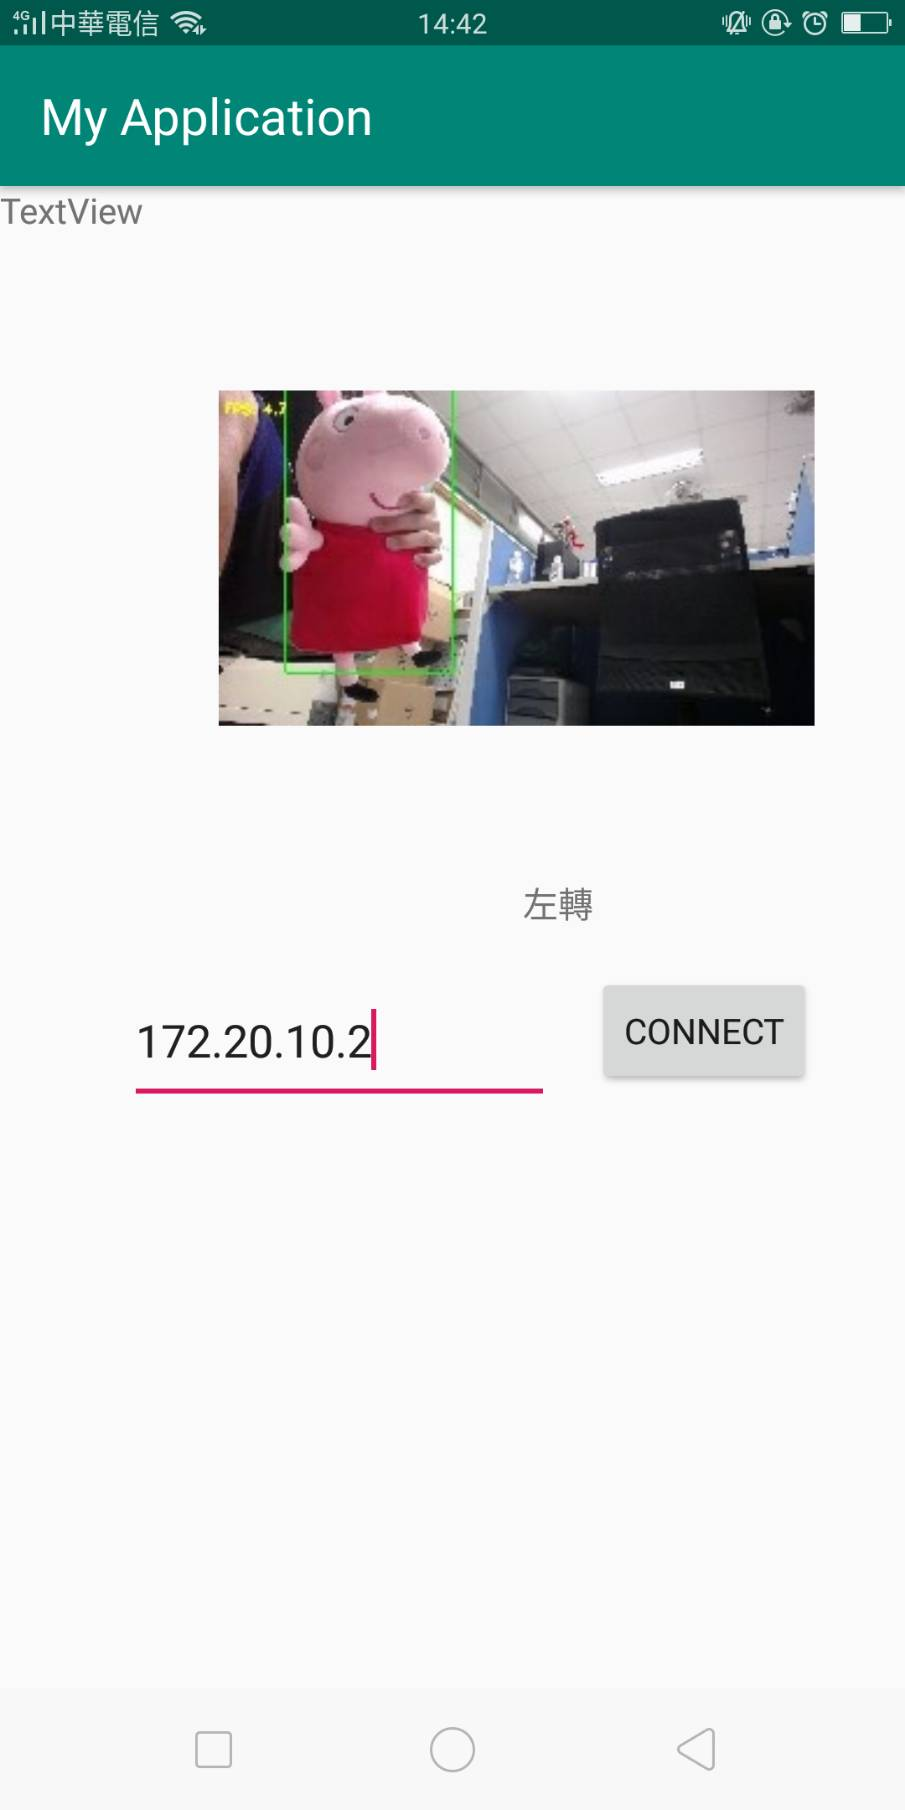 4G 中華電信 14:42
My Application
TextView
FPS: 4.7
左轉
172.20.10.2
CONNECT